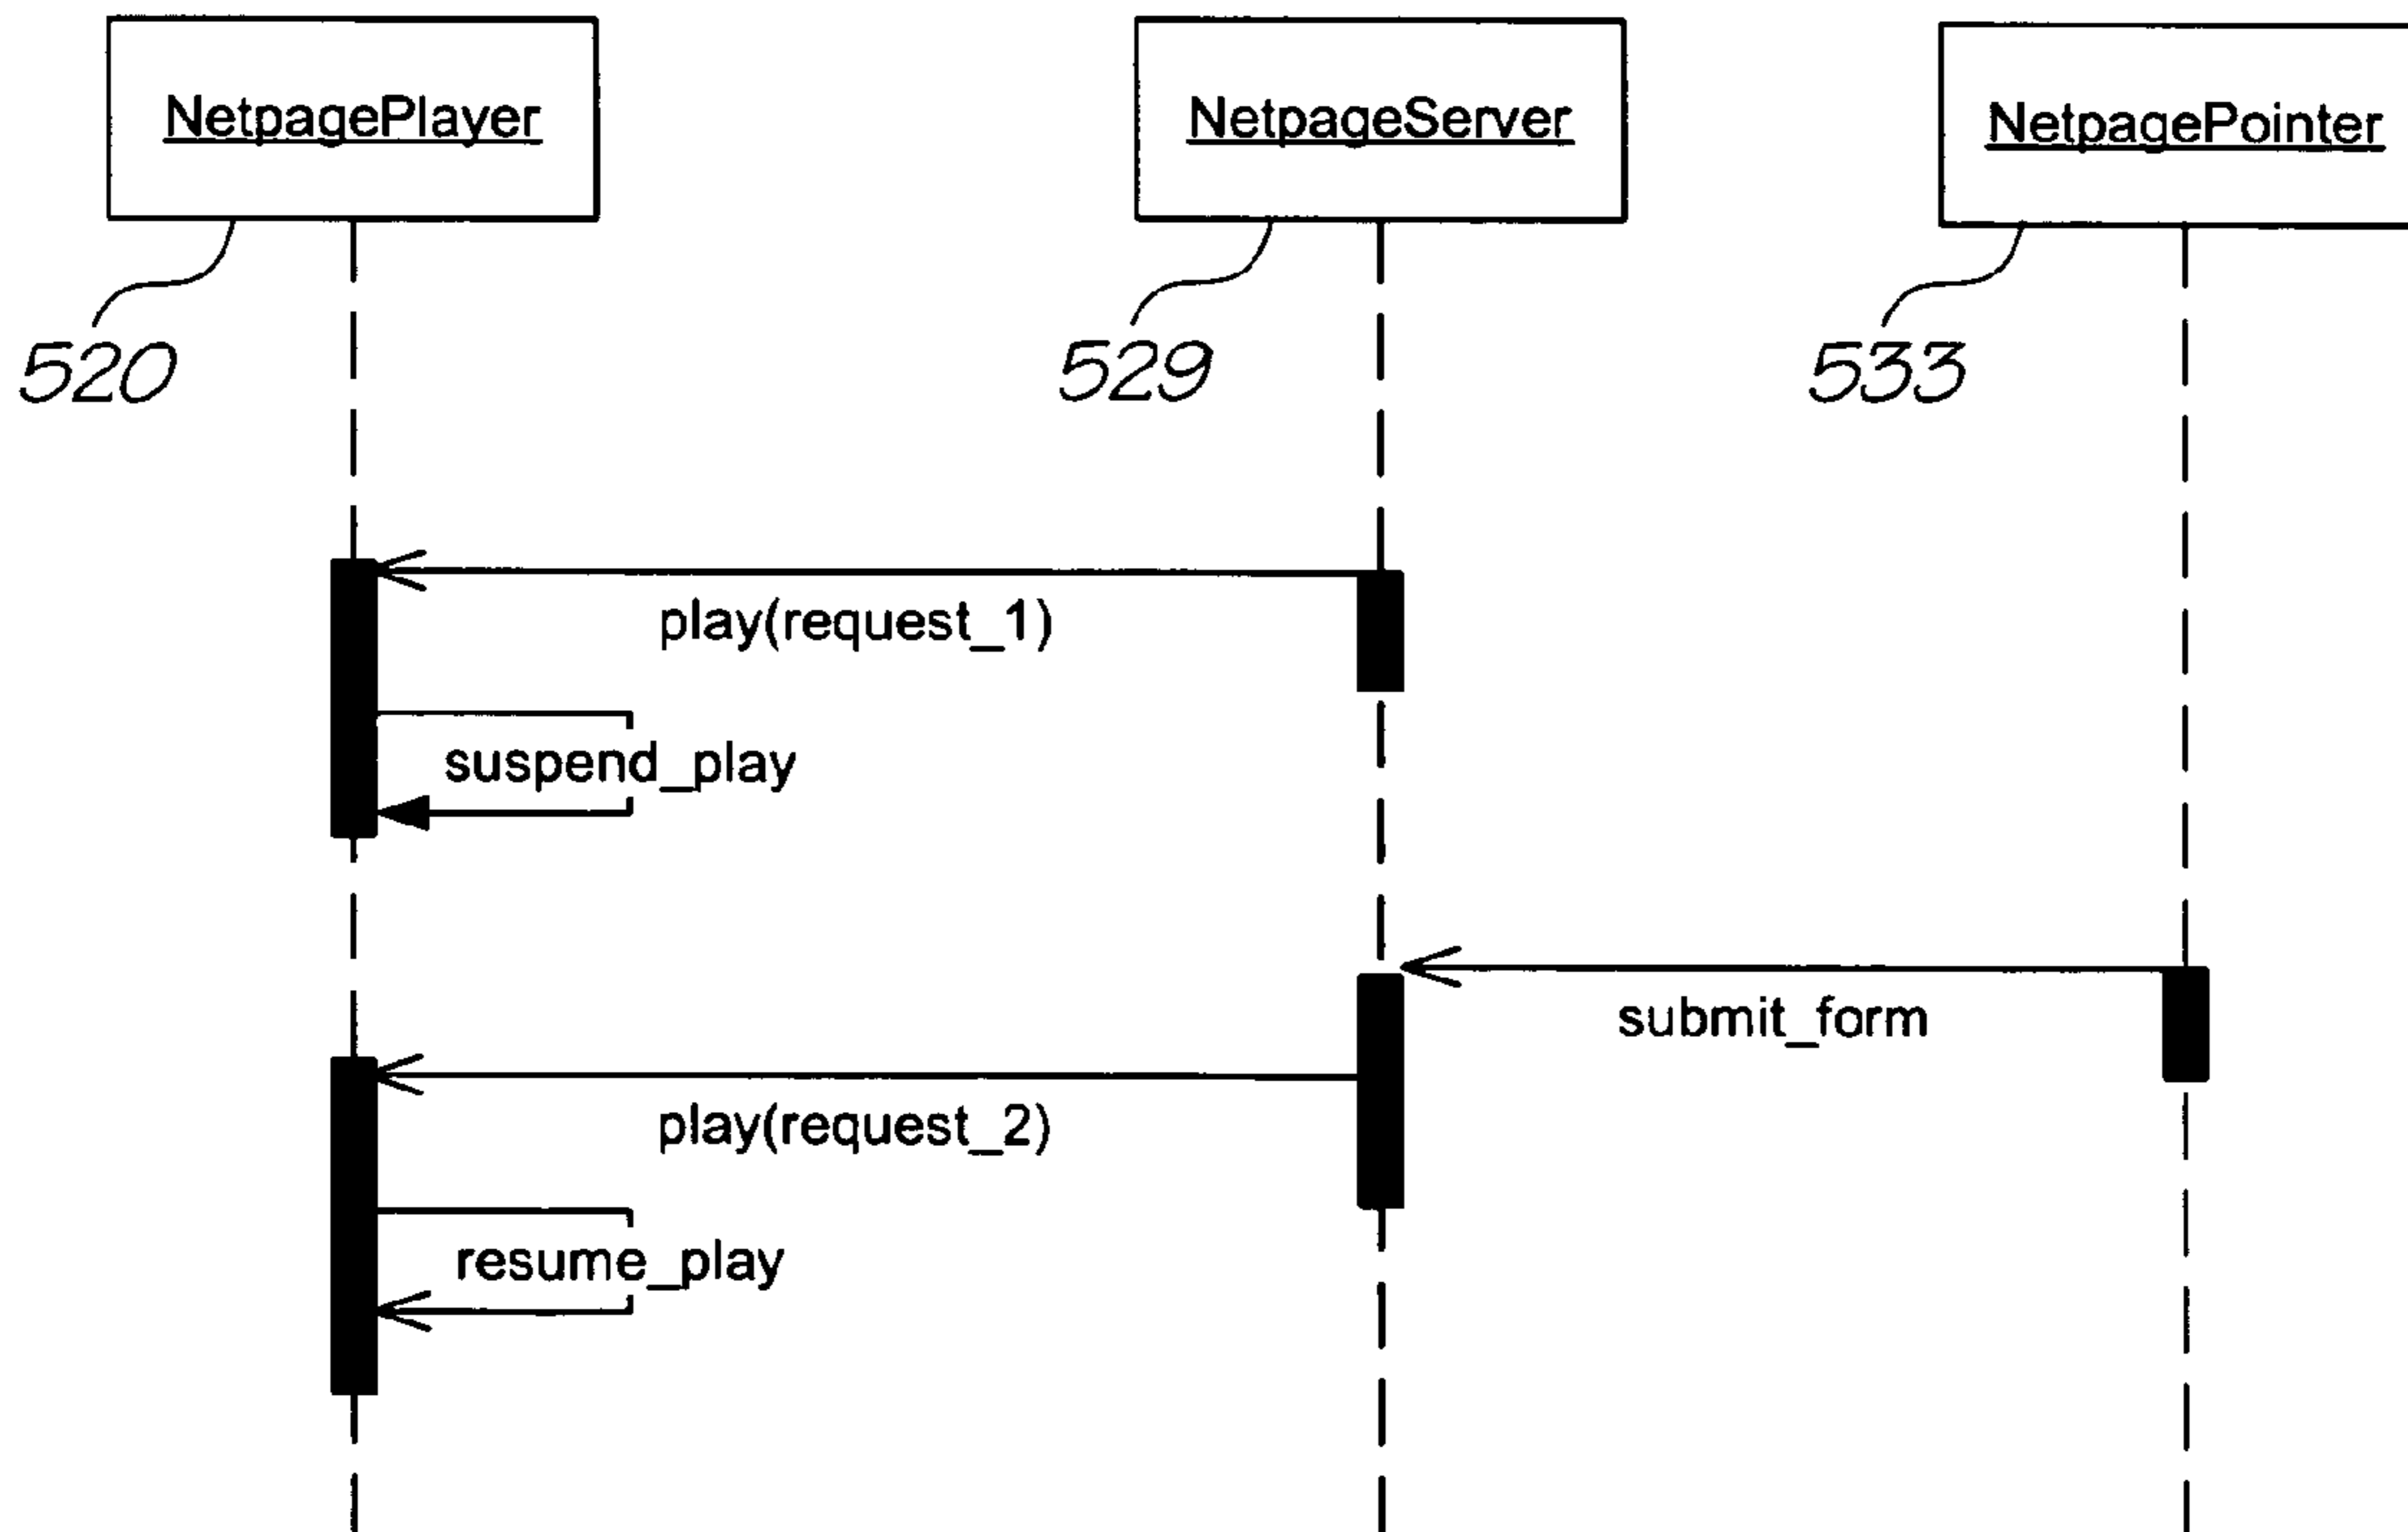 NetpagePlayer
NetpageServer
NetpagePointer
520
529
533
play(request_1)
suspend_play
submit_form
play(request_2)
resume_play